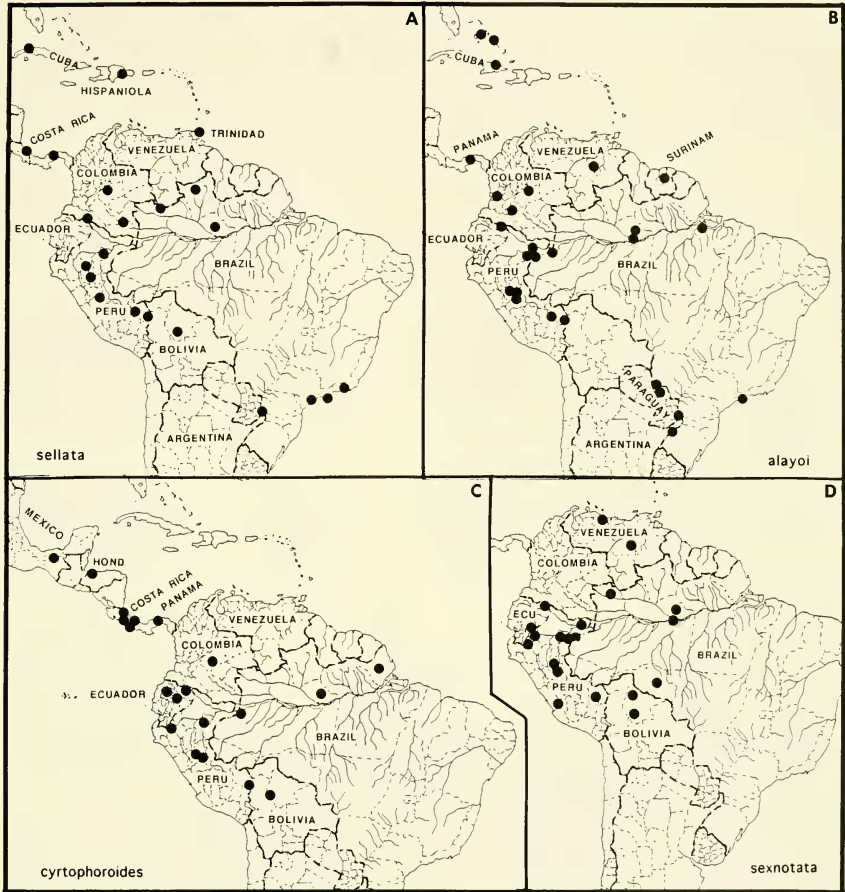 A
CUBA
HISPANIOLA
COSTA RICA
TRINIDAD
VENEZUELA
COLOMBIA
ECUADOR
BRAZIL
PERU
BOLIVIA
ARGENTINA
sellata
B
CUBA
PANAMA
VENEZUELA
SURINAM
COLOMBIA
ECUADOR
BRAZIL
PERU
PARAGUAY
ARGENTINA
alayoi
C
MEXICO
HOND
COSTA RICA
PANAMA
VENEZUELA
COLOMBIA
ECUADOR
BRAZIL
PERU
BOLIVIA
cyrtophoroides
D
VENEZUELA
COLOMBIA
ECU
BRAZIL
PERU
BOLIVIA
sexnotata